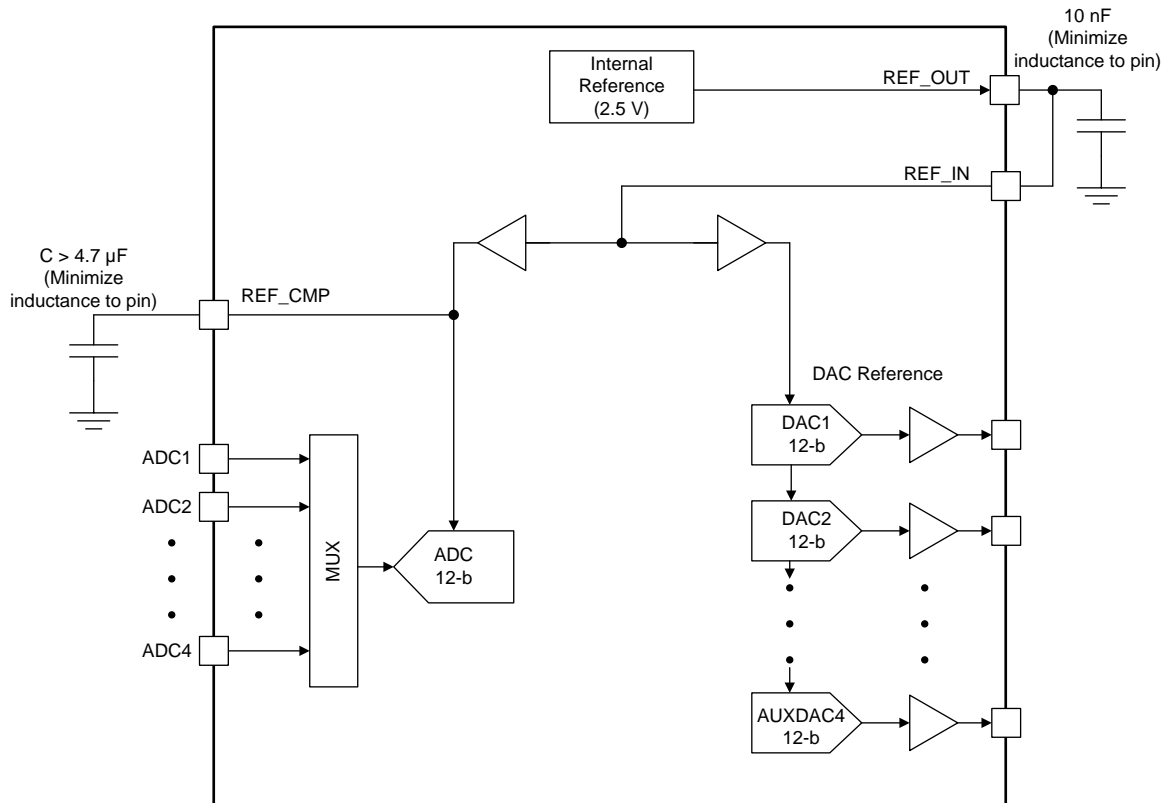 10 nF
(Minimize
inductance to pin)
Internal
Reference
(2.5 V)
REF_OUT
REF_IN
C > 4.7 µF
(Minimize
inductance to pin)
REF_CMP
DAC Reference
DAC1
12-b
ADC1
ADC2
DAC2
12-b
MUX
ADC
12-b
ADC4
AUXDAC4
12-b